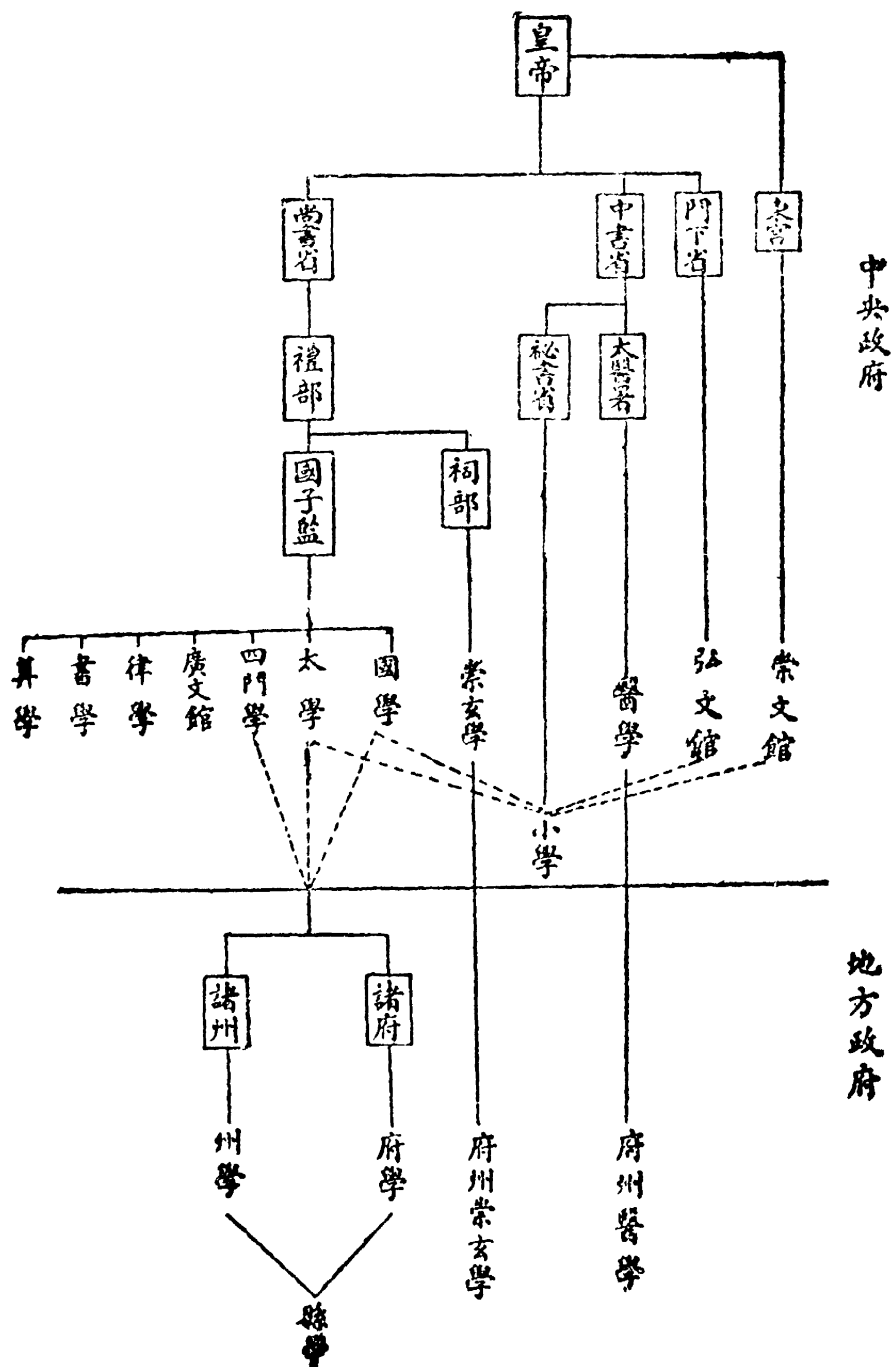 皇帝
東宮
門下省
中書省
尚書省
中央政府
太醫署
祕書省
禮部
祠部
國子監
崇文館
弘文館
醫學
崇玄學
國學
太學
四門學
廣文館
律學
書學
算學
小學
地方政府
諸府
諸州
府州醫學
府州崇玄學
府學
州學
縣學